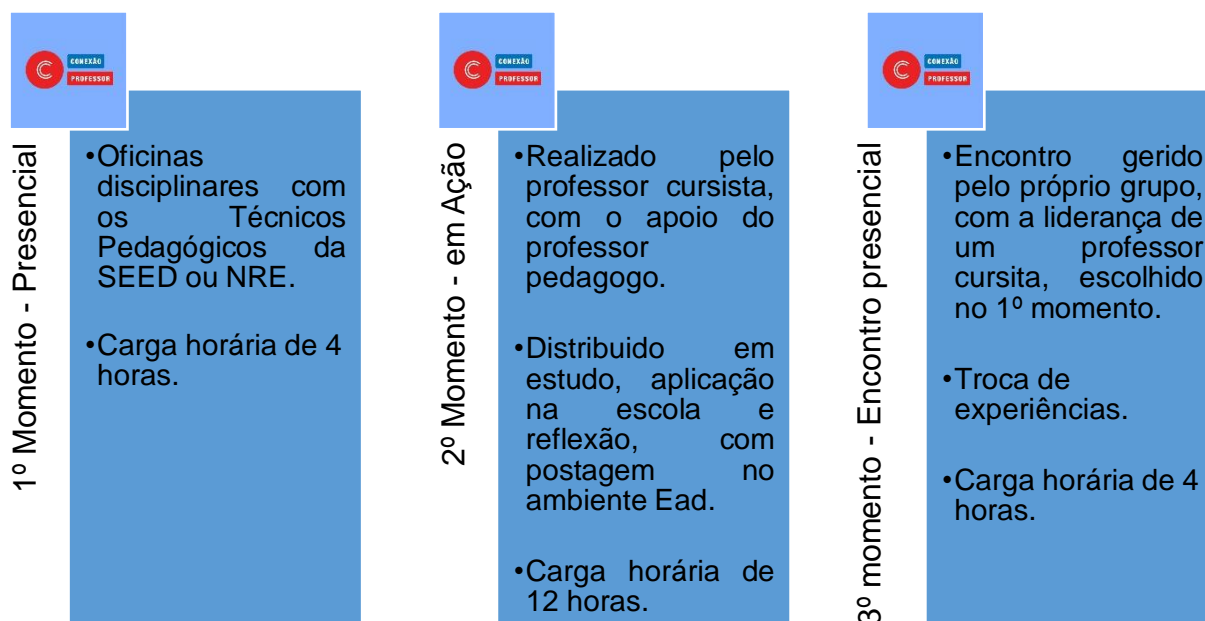 CONEXÃO
PROFESSOR
1º Momento - Presencial
•Oficinas
disciplinares com
os Técnicos
Pedagógicos da
SEED ou NRE.
•Carga horária de 4
horas.
CONEXÃO
PROFESSOR
2º Momento - em Ação
•Realizado pelo
professor cursista,
com o apoio do
professor
pedagogo.
•Distribuido em
estudo, aplicação
na escola e
reflexão, com
postagem no
ambiente Ead.
•Carga horária de
12 horas.
CONEXÃO
PROFESSOR
3º momento - Encontro presencial
•Encontro gerido
pelo próprio grupo,
com a liderança de
um professor
cursita, escolhido
no 1º momento.
•Troca de
experiências.
•Carga horária de 4
horas.